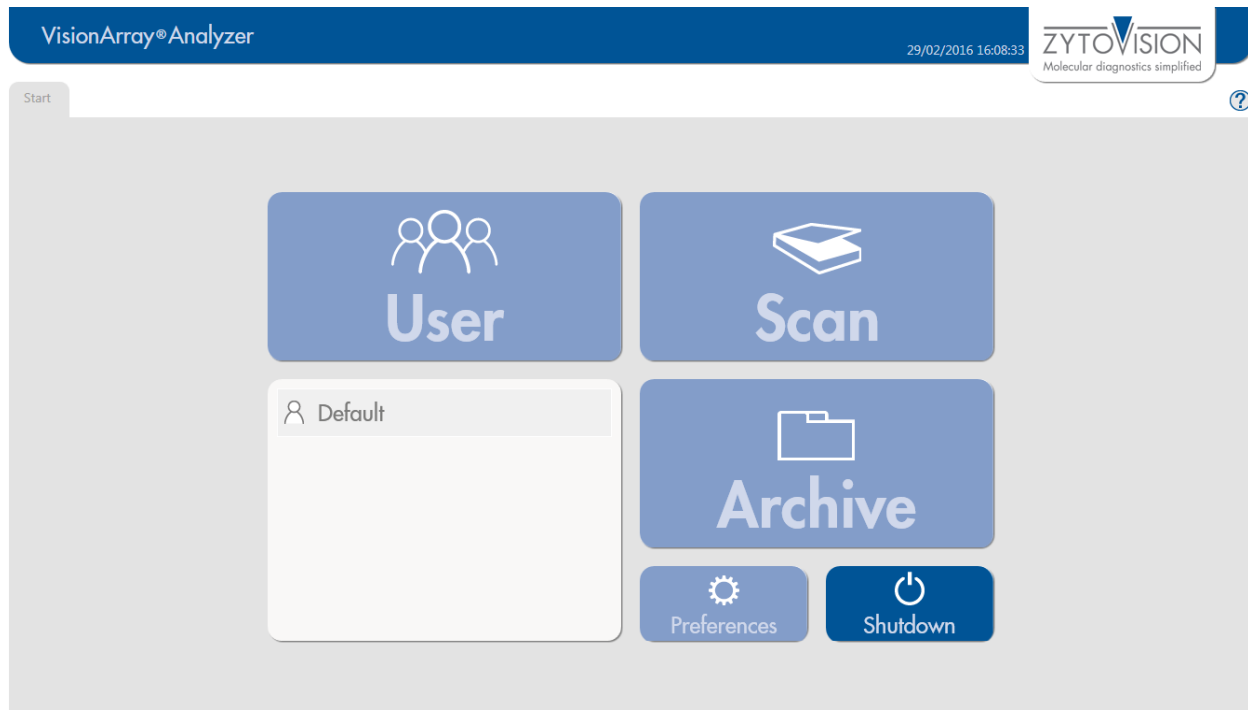 VisionArray®Analyzer
29/02/2016 16:08:33
ZYTOVISION
Molecular diagnostics simplified
Start
?
User
Scan
Default
Archive
Preferences
Shutdown